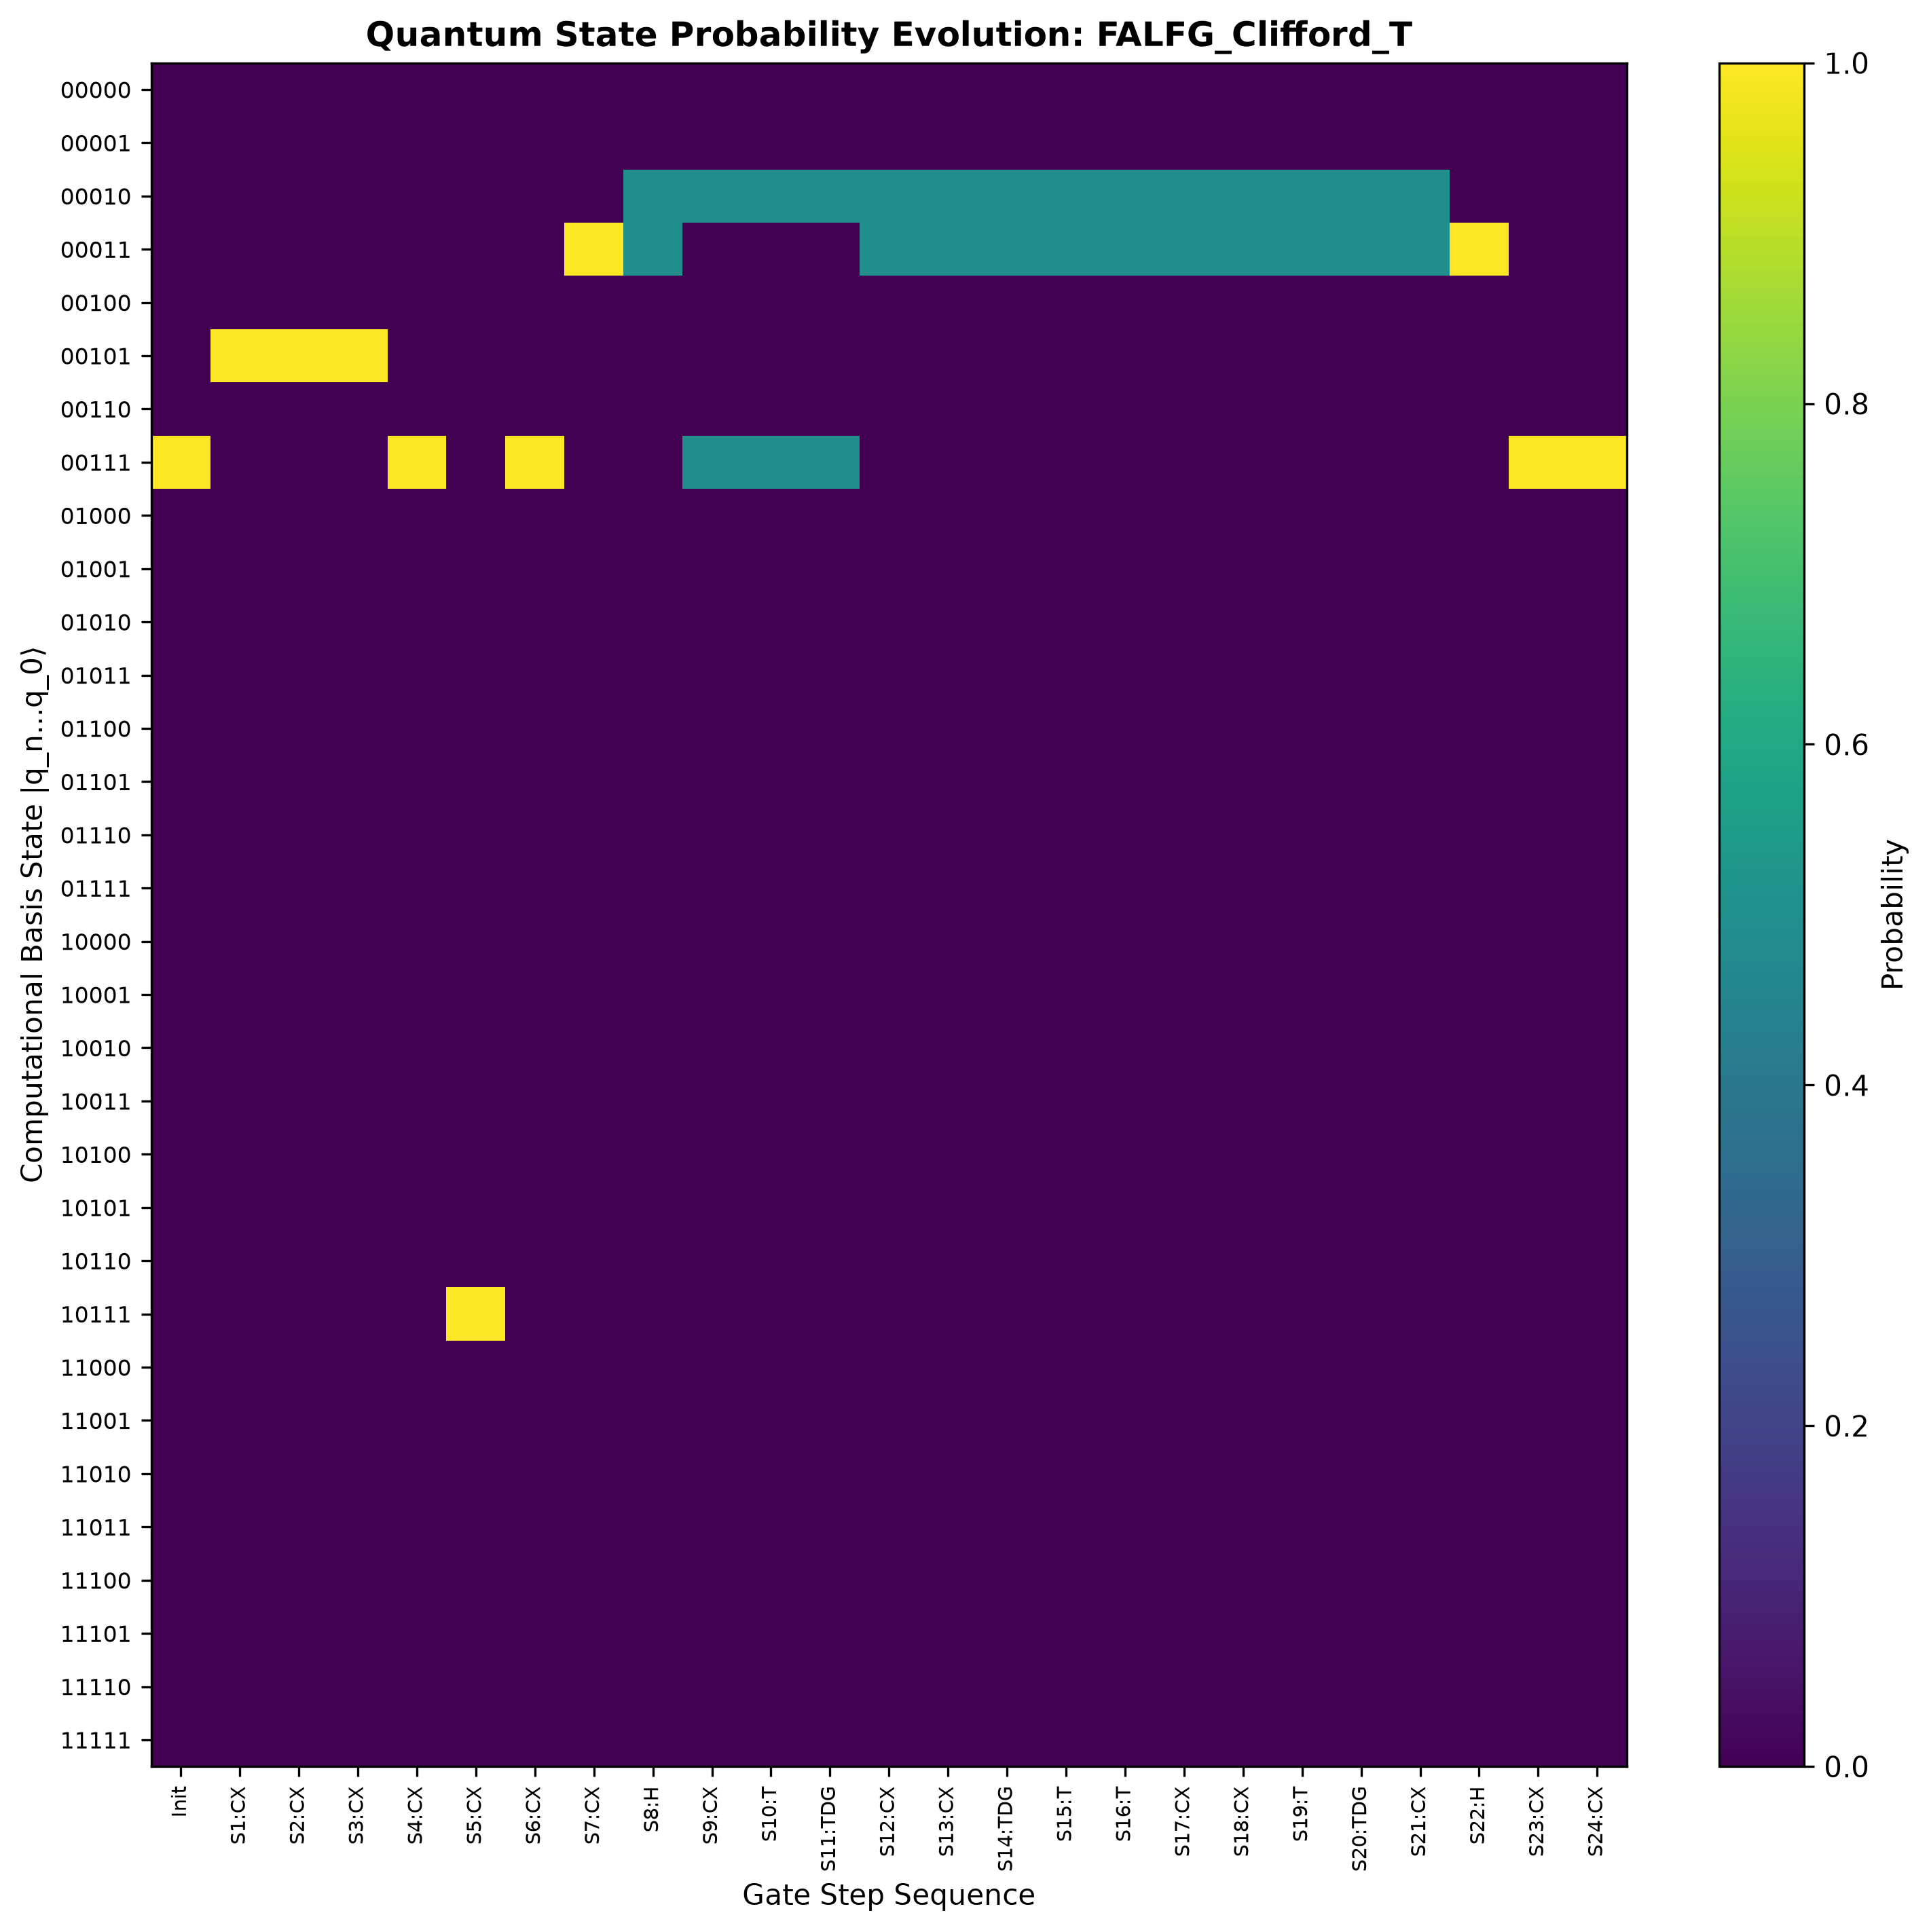 Quantum State Probability Evolution: FALFG_Clifford_T
Computational Basis State |q_n...q_0⟩
00000
00001
00010
00011
00100
00101
00110
00111
01000
01001
01010
01011
01100
01101
01110
01111
10000
10001
10010
10011
10100
10101
10110
10111
11000
11001
11010
11011
11100
11101
11110
11111
Init
S1:CX
S2:CX
S3:CX
S4:CX
S5:CX
S6:CX
S7:CX
S8:H
S9:CX
S10:T
S11:TDG
S12:CX
S13:CX
S14:TDG
S15:T
S16:T
S17:CX
S18:CX
S19:T
S20:TDG
S21:CX
S22:H
S23:CX
S24:CX
Gate Step Sequence
1.0
0.8
0.6
0.4
0.2
0.0
Probability